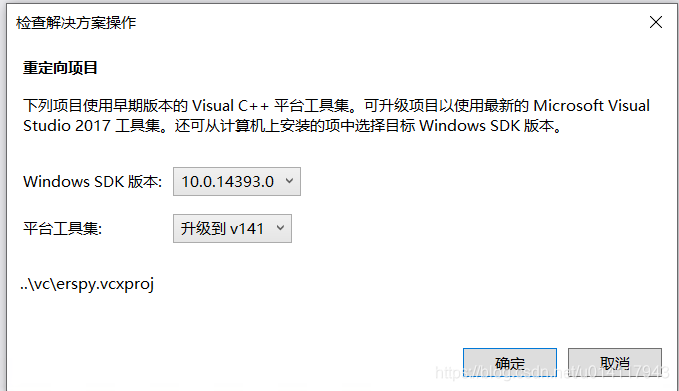 检查解决方案操作
重定向项目
下列项目使用早期版本的 Visual C++ 平台工具集。可升级项目以使用最新的 Microsoft Visual
Studio 2017 工具集。还可从计算机上安装的项中选择目标 Windows SDK 版本。
Windows SDK 版本: 10.0.14393.0
平台工具集: 升级到 v141
..\vc\erspy.vcxproj
确定 取消
https://blog.csdn.net/u014117943